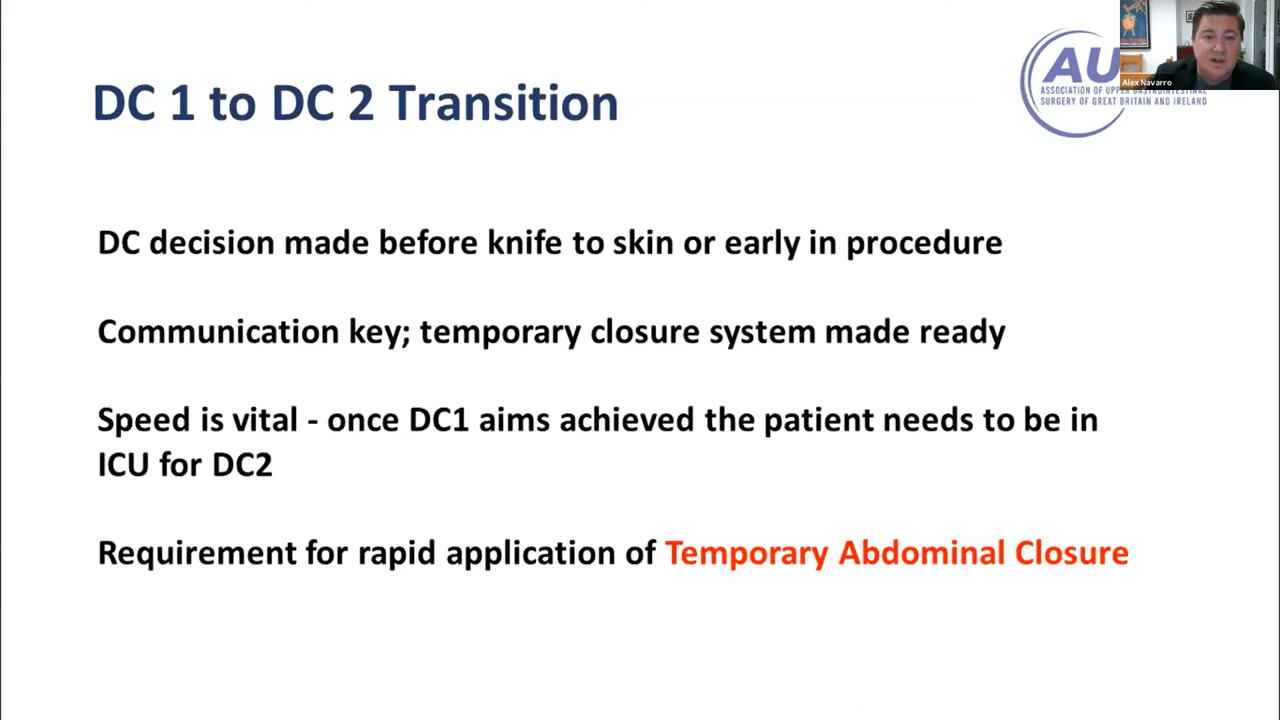 DC 1 to DC 2 Transition
AU
ASSOCIATION OF UPPER GASTROINTESTINAL
SURGERY OF GREAT BRITAIN AND IRELAND
Alex Navarro
DC decision made before knife to skin or early in procedure
Communication key; temporary closure system made ready
Speed is vital - once DC1 aims achieved the patient needs to be in
ICU for DC2
Requirement for rapid application of Temporary Abdominal Closure